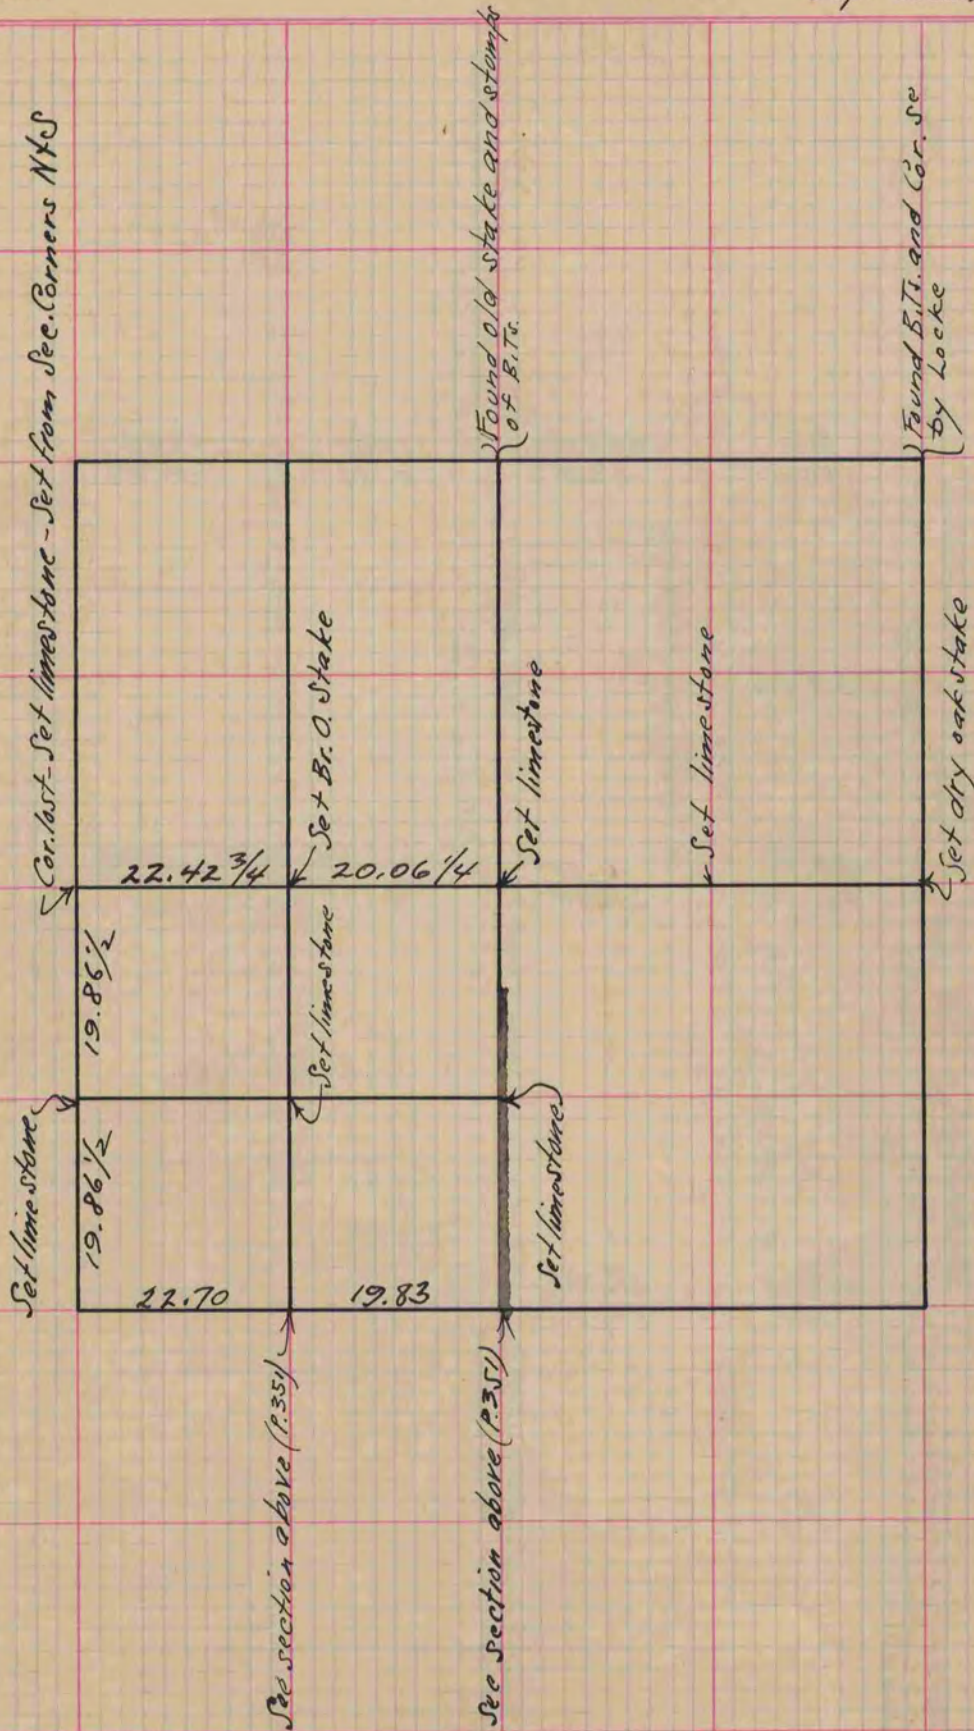 Cor. lost - Set limestone - Set from Sec. Corners N & S
Found old stake and stumps
of B.Ts.
Found B.Ts. and Cor. se
by Locke
Set limestone
22.42 3/4
Set Br. O. Stake
20.06 1/4
Set limestone
Set limestone
Set dry oak stake
19.86 1/2
Set limestone
19.86 1/2
Set limestone
22.70
19.83
See section above (P.351)
See section above (P.351)